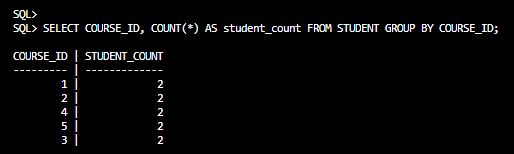 SQL>
SQL> SELECT COURSE_ID, COUNT(*) AS student_count FROM STUDENT GROUP BY COURSE_ID;
COURSE_ID | STUDENT_COUNT
--------- | -------------
1 | 2
2 | 2
4 | 2
5 | 2
3 | 2